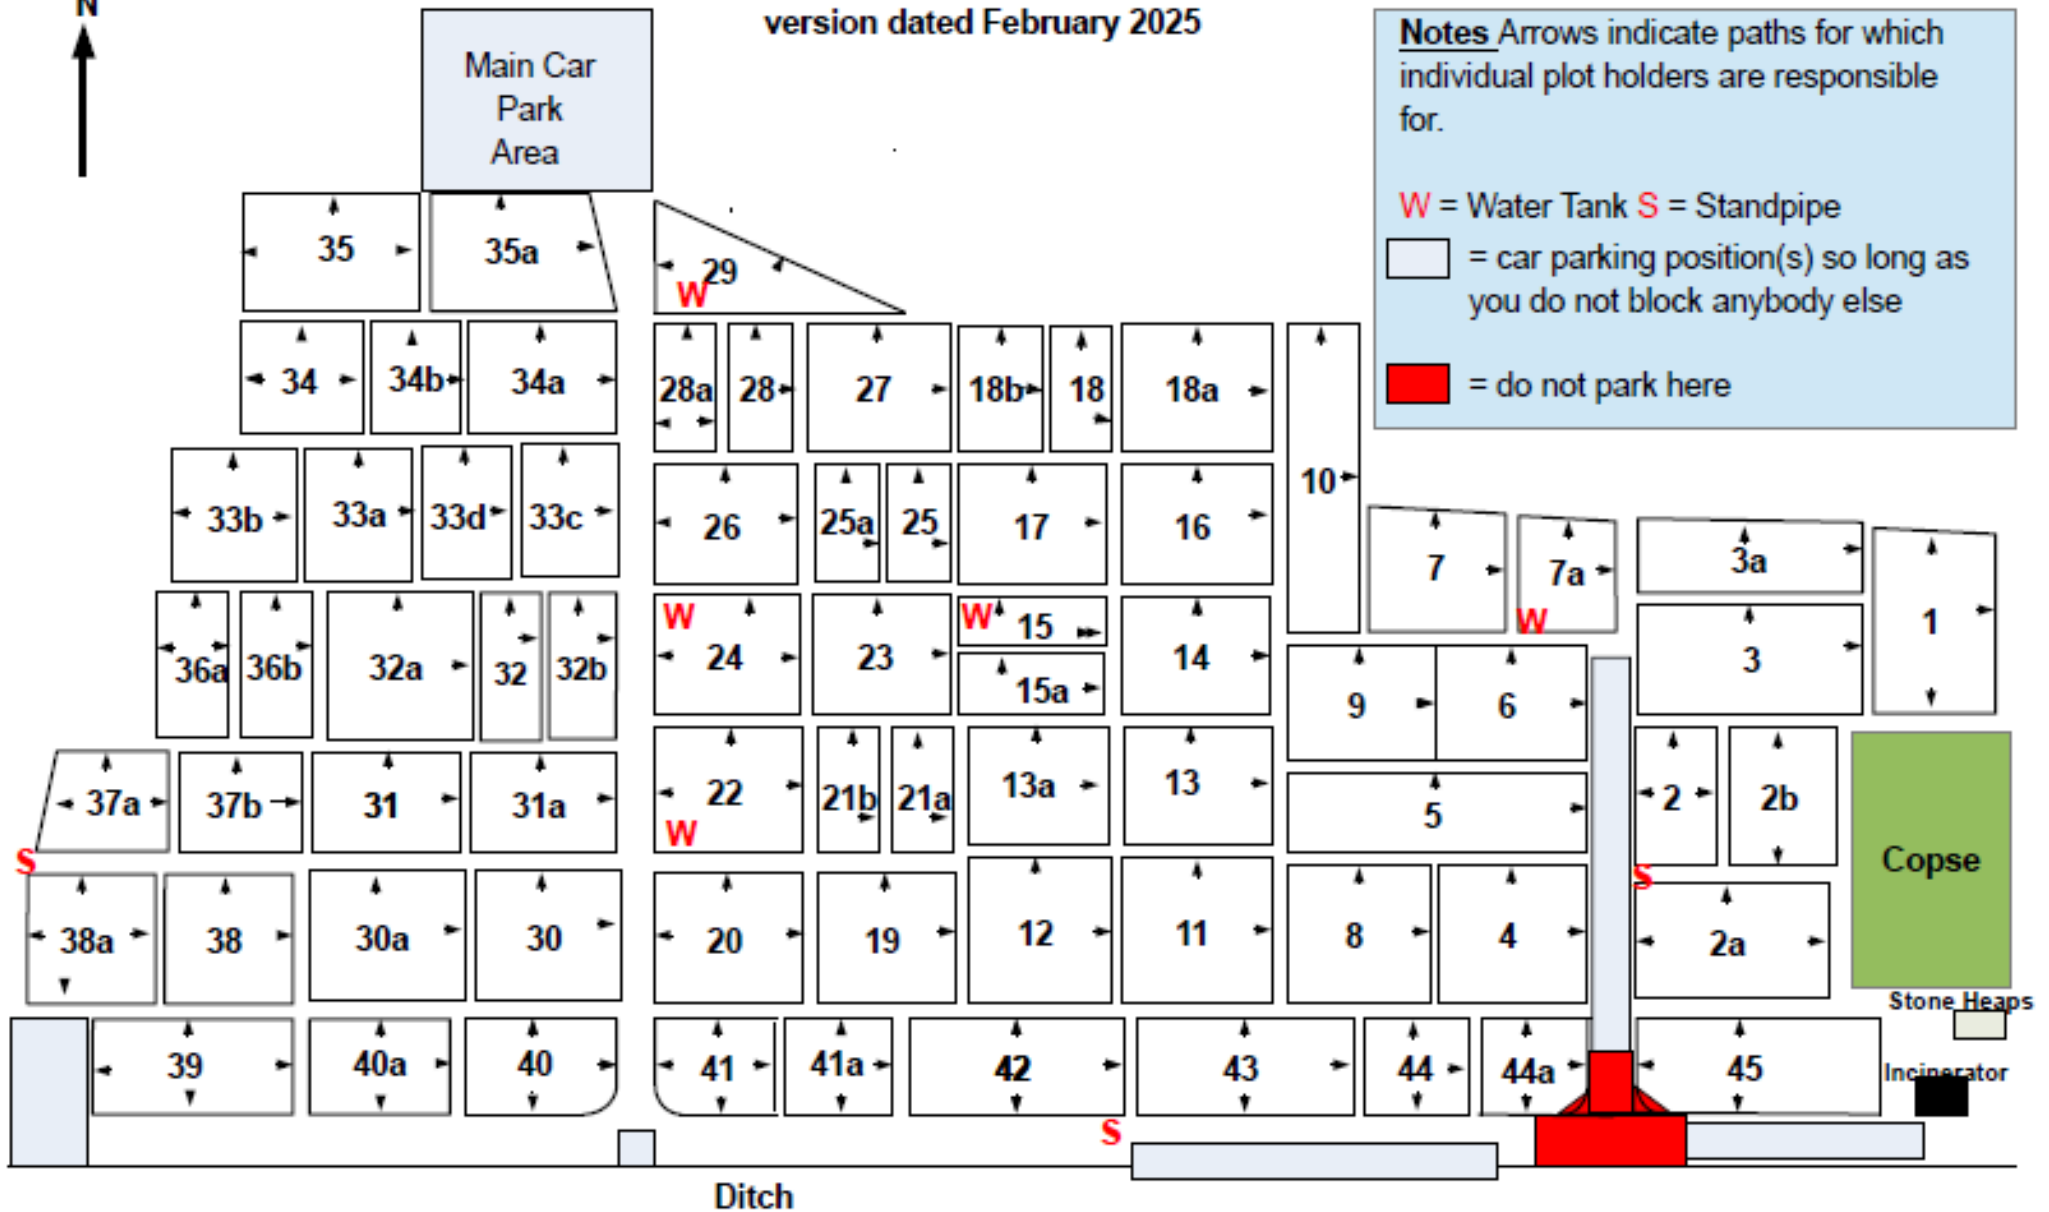 N
version dated February 2025
Main Car
Park
Area
Notes Arrows indicate paths for which
individual plot holders are responsible
for.
W = Water Tank S = Standpipe
= car parking position(s) so long as
you do not block anybody else
= do not park here
35
35a
29
W
34
34b
34a
28a
28
27
18b
18
18a
10
33b
33a
33d
33c
26
25a
25
17
16
7
7a
W
3a
1
36a
36b
32a
32
32b
W
24
23
W
15
15a
14
9
6
3
37a
37b
31
31a
22
W
21b
21a
13a
13
5
2
2b
Copse
S
38a
38
30a
30
20
19
12
11
8
4
S
2a
Stone Heaps
39
40a
40
41
41a
42
43
44
44a
45
Incinerator
S
Ditch